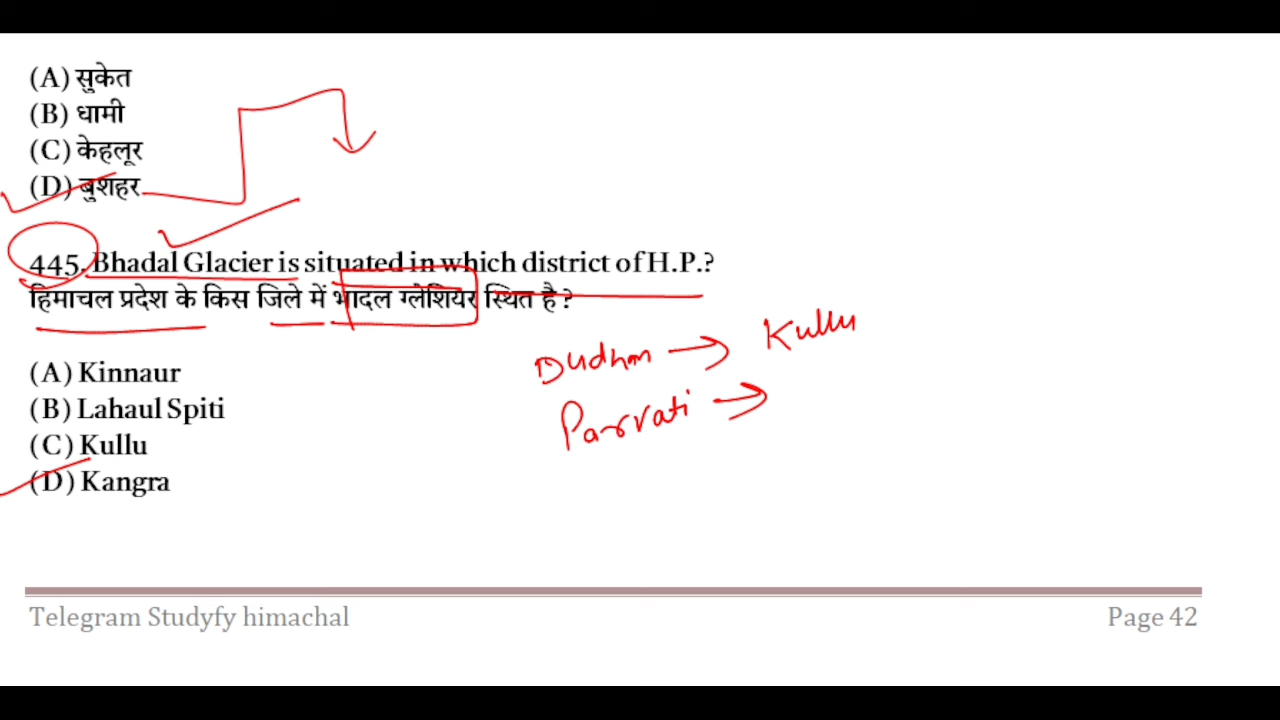 (A) सुकेत
(B) धामी
(C) केहलूर
(D) बुशहर
445. Bhadal Glacier is situated in which district of H.P.?
हिमाचल प्रदेश के किस जिले में भादल ग्लेशियर स्थित है ?
(A) Kinnaur
(B) Lahaul Spiti
(C) Kullu
(D) Kangra
Dudhon → Kullu
Parvati →
Telegram Studyfy himachal
Page 42